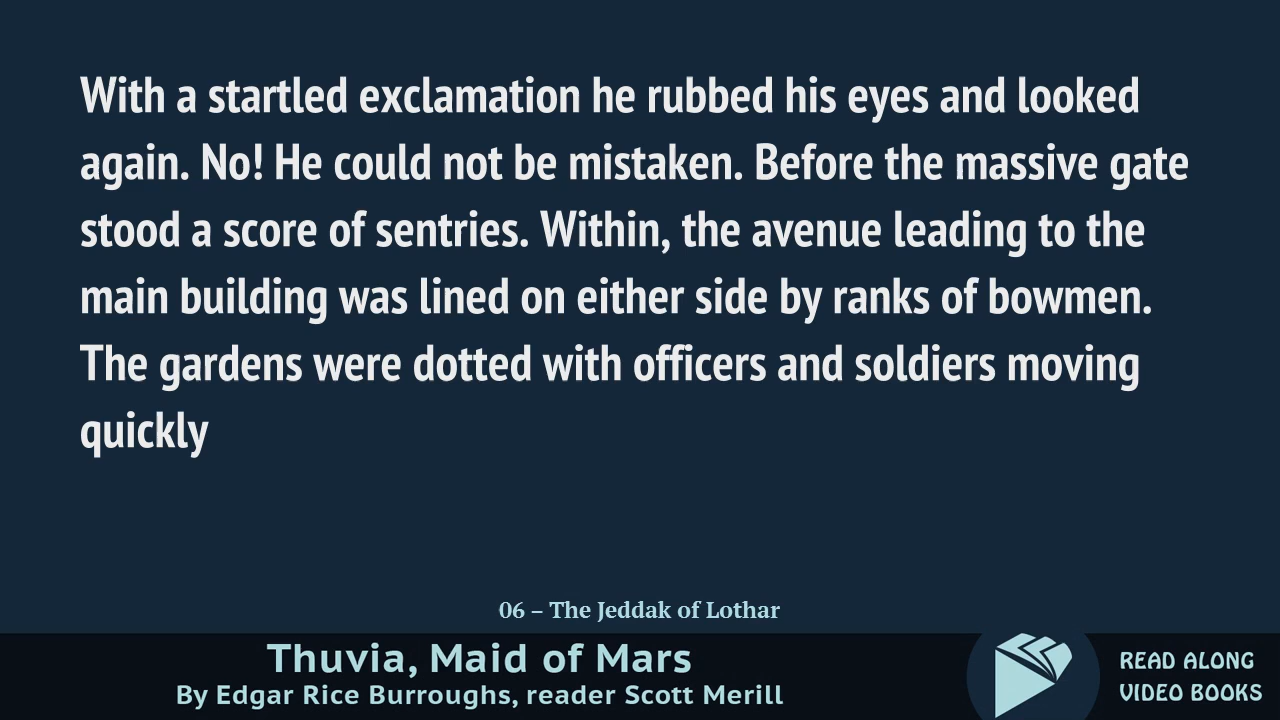 With a startled exclamation he rubbed his eyes and looked
again. No! He could not be mistaken. Before the massive gate
stood a score of sentries. Within, the avenue leading to the
main building was lined on either side by ranks of bowmen.
The gardens were dotted with officers and soldiers moving
quickly
06 – The Jeddak of Lothar
Thuvia, Maid of Mars
By Edgar Rice Burroughs, reader Scott Merill
READ ALONG
VIDEO BOOKS